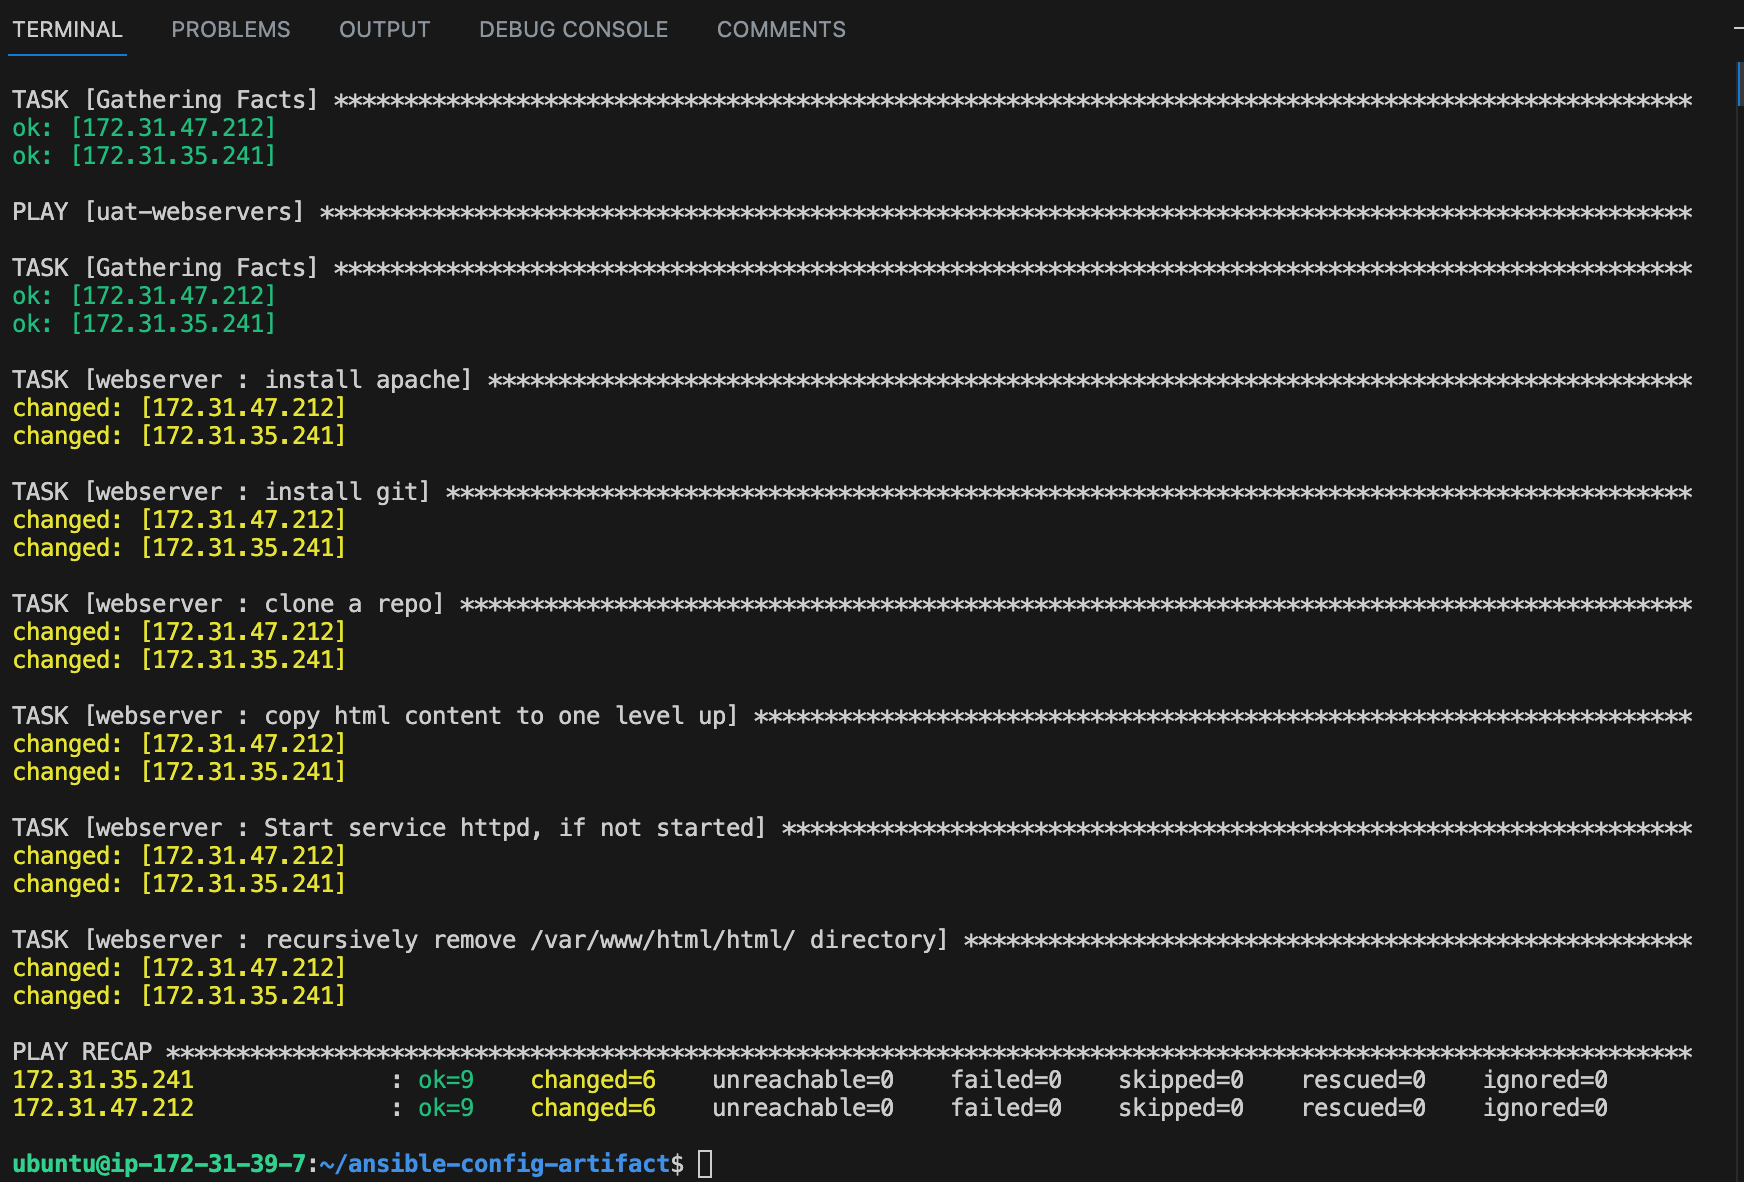 TERMINAL PROBLEMS OUTPUT DEBUG CONSOLE COMMENTS
TASK [Gathering Facts] *************************************************************************************************
ok: [172.31.47.212]
ok: [172.31.35.241]
PLAY [uat-webservers] **************************************************************************************************
TASK [Gathering Facts] *************************************************************************************************
ok: [172.31.47.212]
ok: [172.31.35.241]
TASK [webserver : install apache] **************************************************************************************
changed: [172.31.47.212]
changed: [172.31.35.241]
TASK [webserver : install git] *****************************************************************************************
changed: [172.31.47.212]
changed: [172.31.35.241]
TASK [webserver : clone a repo] ****************************************************************************************
changed: [172.31.47.212]
changed: [172.31.35.241]
TASK [webserver : copy html content to one level up] *******************************************************************
changed: [172.31.47.212]
changed: [172.31.35.241]
TASK [webserver : Start service httpd, if not started] *****************************************************************
changed: [172.31.47.212]
changed: [172.31.35.241]
TASK [webserver : recursively remove /var/www/html/html/ directory] ****************************************************
changed: [172.31.47.212]
changed: [172.31.35.241]
PLAY RECAP *************************************************************************************************************
172.31.35.241 : ok=9 changed=6 unreachable=0 failed=0 skipped=0 rescued=0 ignored=0
172.31.47.212 : ok=9 changed=6 unreachable=0 failed=0 skipped=0 rescued=0 ignored=0
ubuntu@ip-172-31-39-7:~/ansible-config-artifact$